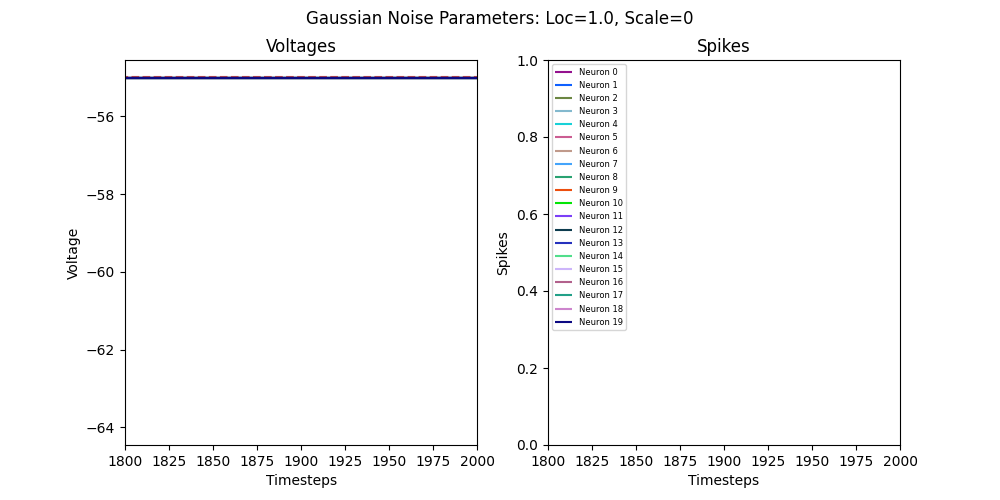 Gaussian Noise Parameters: Loc=1.0, Scale=0
Voltages
Voltage
−56
−58
−60
−62
−64
1800 1825 1850 1875 1900 1925 1950 1975 2000
Timesteps
Spikes
Spikes
1.0
0.8
0.6
0.4
0.2
0.0
Neuron 0
Neuron 1
Neuron 2
Neuron 3
Neuron 4
Neuron 5
Neuron 6
Neuron 7
Neuron 8
Neuron 9
Neuron 10
Neuron 11
Neuron 12
Neuron 13
Neuron 14
Neuron 15
Neuron 16
Neuron 17
Neuron 18
Neuron 19
1800 1825 1850 1875 1900 1925 1950 1975 2000
Timesteps